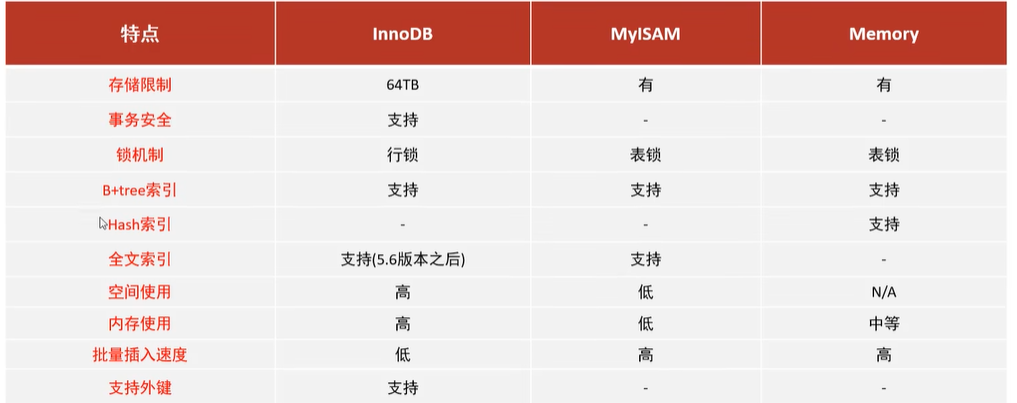 特点 InnoDB MyISAM Memory
存储限制 64TB 有 有
事务安全 支持 - -
锁机制 行锁 表锁 表锁
B+tree索引 支持 支持 支持
Hash索引 - - 支持
全文索引 支持(5.6版本之后) 支持 -
空间使用 高 低 N/A
内存使用 高 低 中等
批量插入速度 低 高 高
支持外键 支持 - -